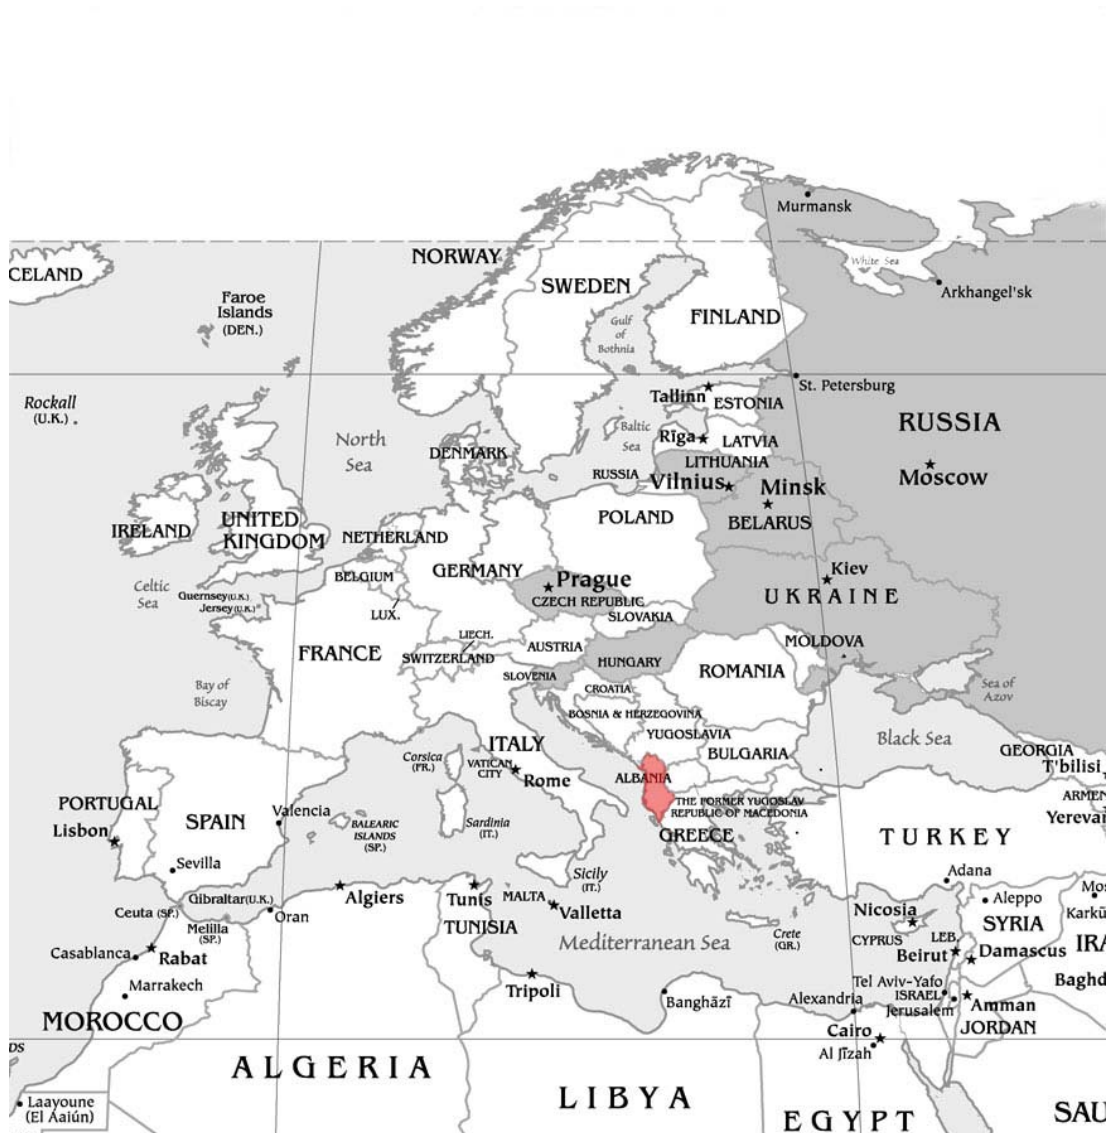 Murmansk
NORWAY
White Sea
CELAND
SWEDEN
Arkhangel'sk
Faroe
Islands
(DEN.)
FINLAND
Gulf
of
Bothnia
St. Petersburg
Tallinn
ESTONIA
Rockall
(U.K.)
RUSSIA
North
Sea
Baltic
Sea
Rīga
LATVIA
DENMARK
LITHUANIA
RUSSIA
Vilnius
Minsk
Moscow
IRELAND
UNITED
KINGDOM
POLAND
BELARUS
NETHERLAND
Kiev
BELGIUM
GERMANY
Prague
UKRAINE
Celtic
Sea
Guernsey(U.K.)
Jersey(U.K.)
CZECH REPUBLIC
LUX.
SLOVAKIA
LIECH.
MOLDOVA
FRANCE
SWITZERLAND
AUSTRIA
HUNGARY
ROMANIA
SLOVENIA
Bay of
Biscay
CROATIA
Sea of
Azov
BOSNIA & HERZEGOVINA
YUGOSLAVIA
Black Sea
ITALY
BULGARIA
GEORGIA
Corsica
(FR.)
VATICAN
CITY
Rome
ALBANIA
T'bilisi
PORTUGAL
ARMEN
THE FORMER YUGOSLAV
REPUBLIC OF MACEDONIA
Valencia
Yerevan
Lisbon
SPAIN
BALEARIC
ISLANDS
(SP.)
Sardinia
(IT.)
GREECE
TURKEY
Sevilla
Sicily
(IT.)
Adana
Mos
Gibraltar(U.K.)
Algiers
Tunis
MALTA
Aleppo
Ceuta (SP.)
Oran
Valletta
Nicosia
Karkū
Melilla
(SP.)
TUNISIA
SYRIA
Crete
(GR.)
CYPRUS
LEB.
Casablanca
Rabat
Mediterranean Sea
Beirut
Damascus
IRA
Marrakech
Tripoli
Banghāzī
Tel Aviv-Yafo
ISRAEL
Baghd
Alexandria
Jerusalem
Amman
MOROCCO
Cairo
JORDAN
DS
Al Jīzah
ALGERIA
LIBYA
Laayoune
(El Aaiún)
EGYPT
SAU